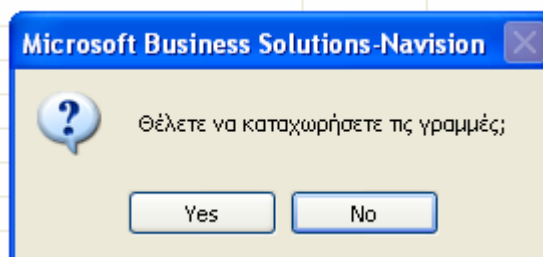 Microsoft Business Solutions-Navision
Θέλετε να καταχωρήσετε τις γραμμές;
Yes
No